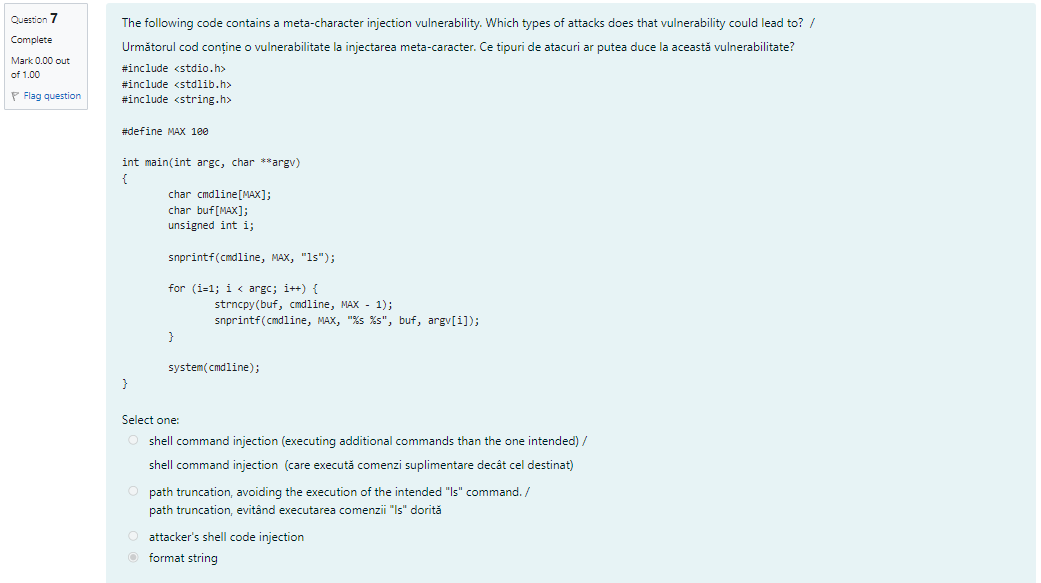 Question 7
Complete
Mark 0.00 out
of 1.00
Flag question
The following code contains a meta-character injection vulnerability. Which types of attacks does that vulnerability could lead to? /
Următorul cod conține o vulnerabilitate la injectarea meta-caracter. Ce tipuri de atacuri ar putea duce la această vulnerabilitate?
#include <stdio.h>
#include <stdlib.h>
#include <string.h>
#define MAX 100
int main(int argc, char **argv)
{
char cmdline[MAX];
char buf[MAX];
unsigned int i;
snprintf(cmdline, MAX, "ls");
for (i=1; i < argc; i++) {
strncpy(buf, cmdline, MAX - 1);
snprintf(cmdline, MAX, "%s %s", buf, argv[i]);
}
system(cmdline);
}
Select one:
shell command injection (executing additional commands than the one intended) /
shell command injection (care execută comenzi suplimentare decât cel destinat)
path truncation, avoiding the execution of the intended "ls" command. /
path truncation, evitând executarea comenzii "ls" dorită
attacker's shell code injection
format string